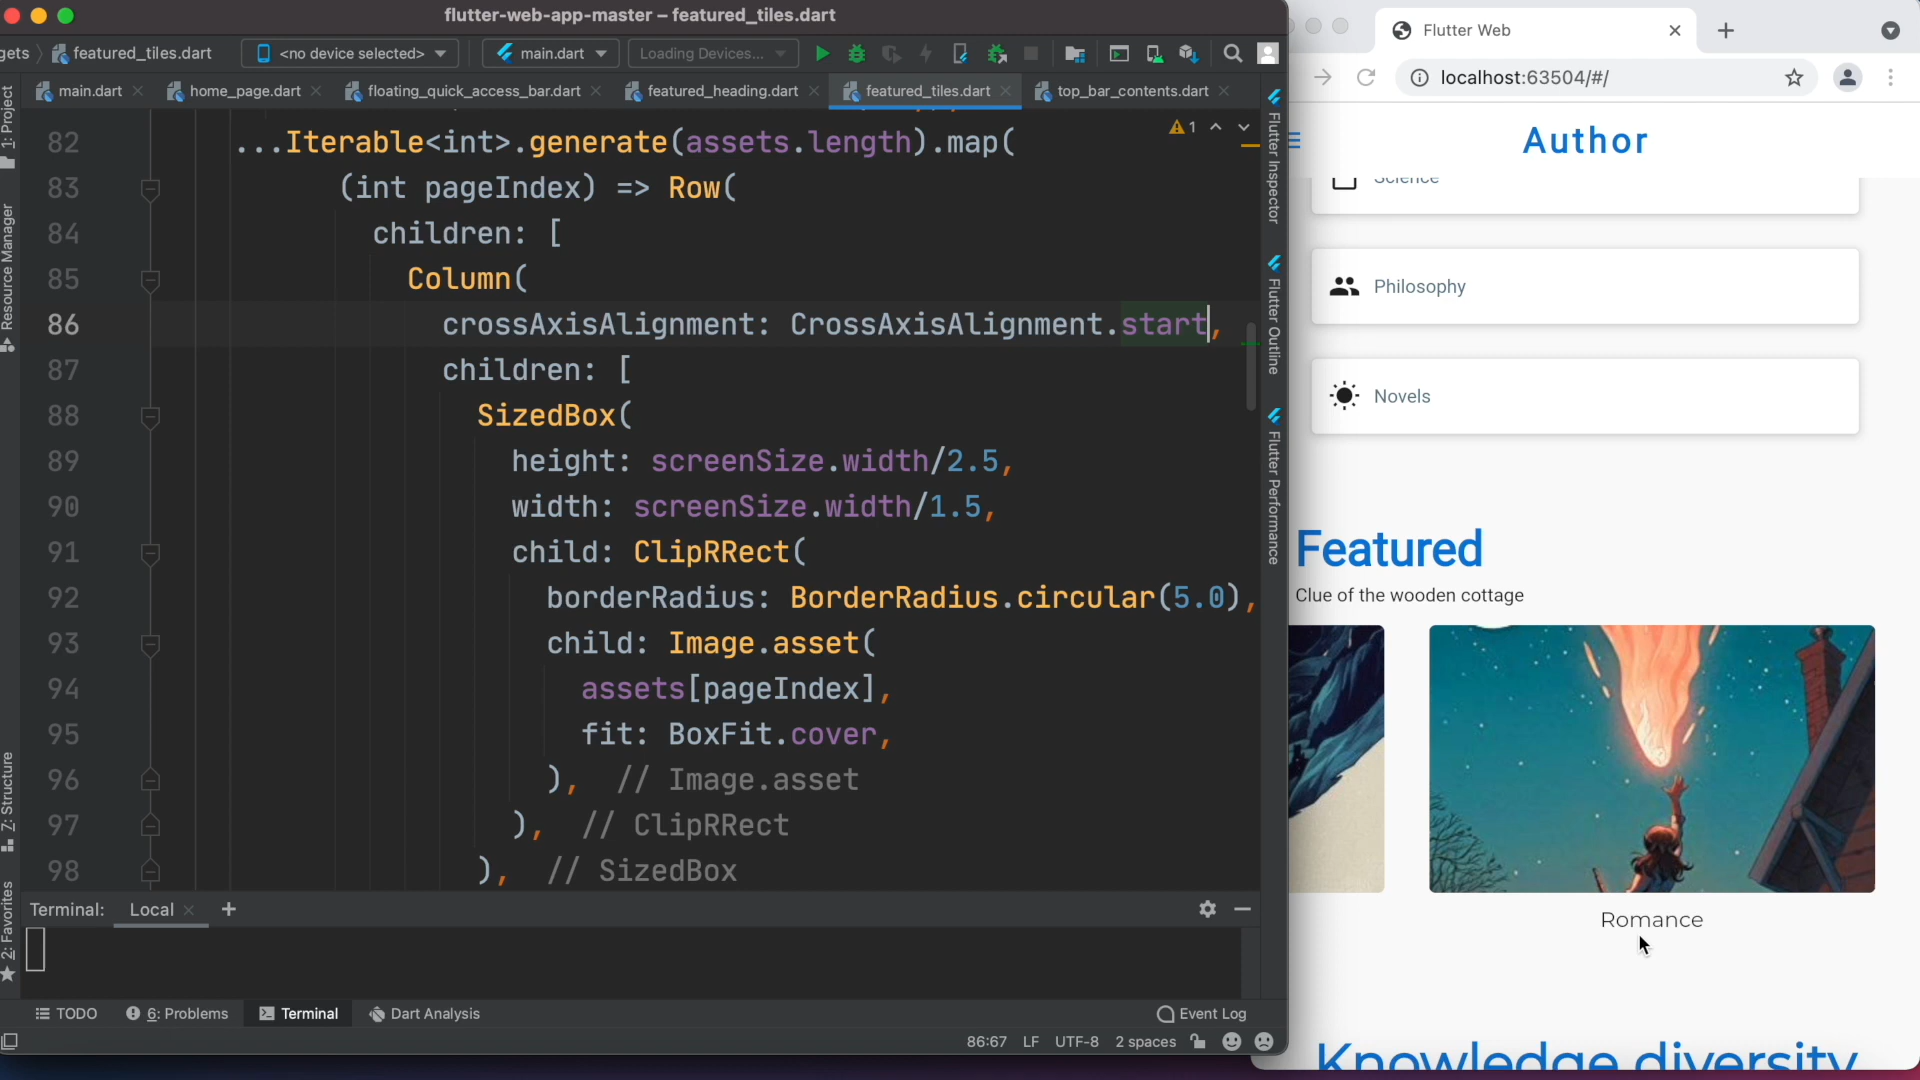 flutter-web-app-master – featured_tiles.dart
gets
featured_tiles.dart
<no device selected>
main.dart
Loading Devices...
main.dart
home_page.dart
floating_quick_access_bar.dart
featured_heading.dart
featured_tiles.dart
top_bar_contents.dart
1: Project
Resource Manager
Z: Structure
2: Favorites
82 ...Iterable<int>.generate(assets.length).map(
83 (int pageIndex) => Row(
84 children: [
85 Column(
86 crossAxisAlignment: CrossAxisAlignment.start,
87 children: [
88 SizedBox(
89 height: screenSize.width/2.5,
90 width: screenSize.width/1.5,
91 child: ClipRRect(
92 borderRadius: BorderRadius.circular(5.0),
93 child: Image.asset(
94 assets[pageIndex],
95 fit: BoxFit.cover,
96 ), // Image.asset
97 ), // ClipRRect
98 ), // SizedBox
1
Flutter Inspector
Flutter Outline
Flutter Performance
Terminal:
Local
TODO
6: Problems
Terminal
Dart Analysis
Event Log
86:67
LF
UTF-8
2 spaces
Flutter Web
localhost:63504/#/
Author
Science
Philosophy
Novels
Featured
Clue of the wooden cottage
Romance
Knowledge diversity